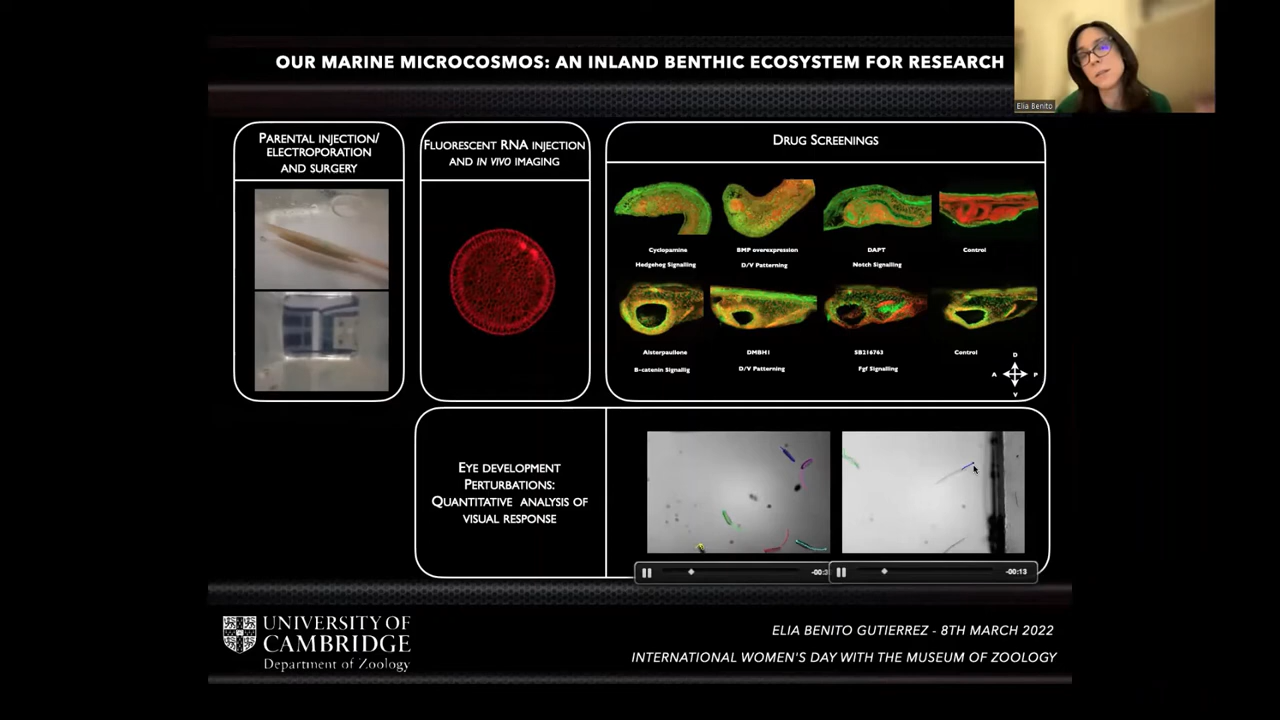 OUR MARINE MICROCOSMOS: AN INLAND BENTHIC ECOSYSTEM FOR RESEARCH
Elia Benito
PARENTAL INJECTION/
ELECTROPORATION
AND SURGERY
FLUORESCENT RNA INJECTION
AND IN VIVO IMAGING
DRUG SCREENINGS
Cyclopamine
Hedgehog Signalling
BMP overexpression
D/V Patterning
DAPT
Notch Signalling
Control
Alsterpaullone
B-catenin Signallig
DMBH1
D/V Patterning
SB216763
Fgf Signalling
Control
D
A P
V
EYE DEVELOPMENT
PERTURBATIONS:
QUANTITATIVE ANALYSIS OF
VISUAL RESPONSE
-00:3
-00:13
UNIVERSITY OF
CAMBRIDGE
Department of Zoology
ELIA BENITO GUTIERREZ - 8TH MARCH 2022
INTERNATIONAL WOMEN'S DAY WITH THE MUSEUM OF ZOOLOGY